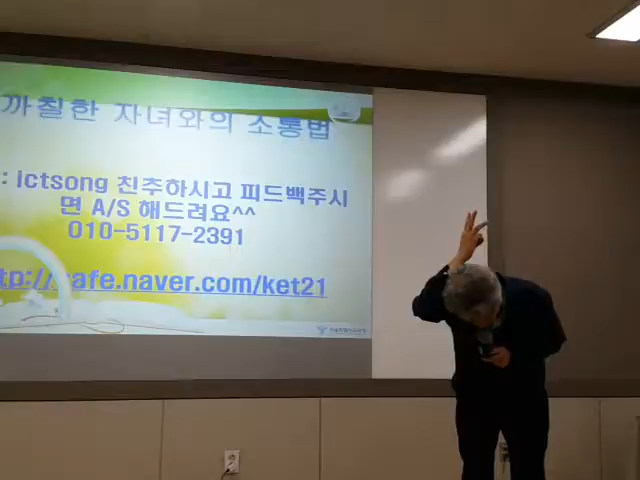 까칠한 자녀와의 소통법
: ictsong 친추하시고 피드백주시
면 A/S 해드려요^^
010-5117-2391
tp://cafe.naver.com/ket21